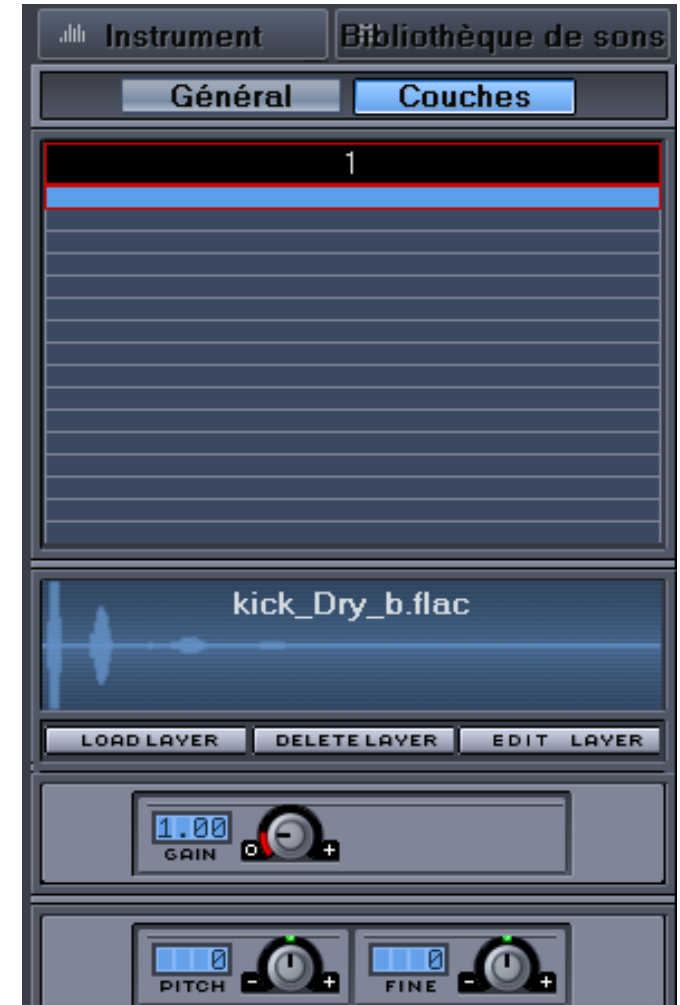 Instrument Bibliothèque de sons
Général Couches
1
kick_Dry_b.flac
LOAD LAYER DELETE LAYER EDIT LAYER
1.00
GAIN
0 0
PITCH FINE